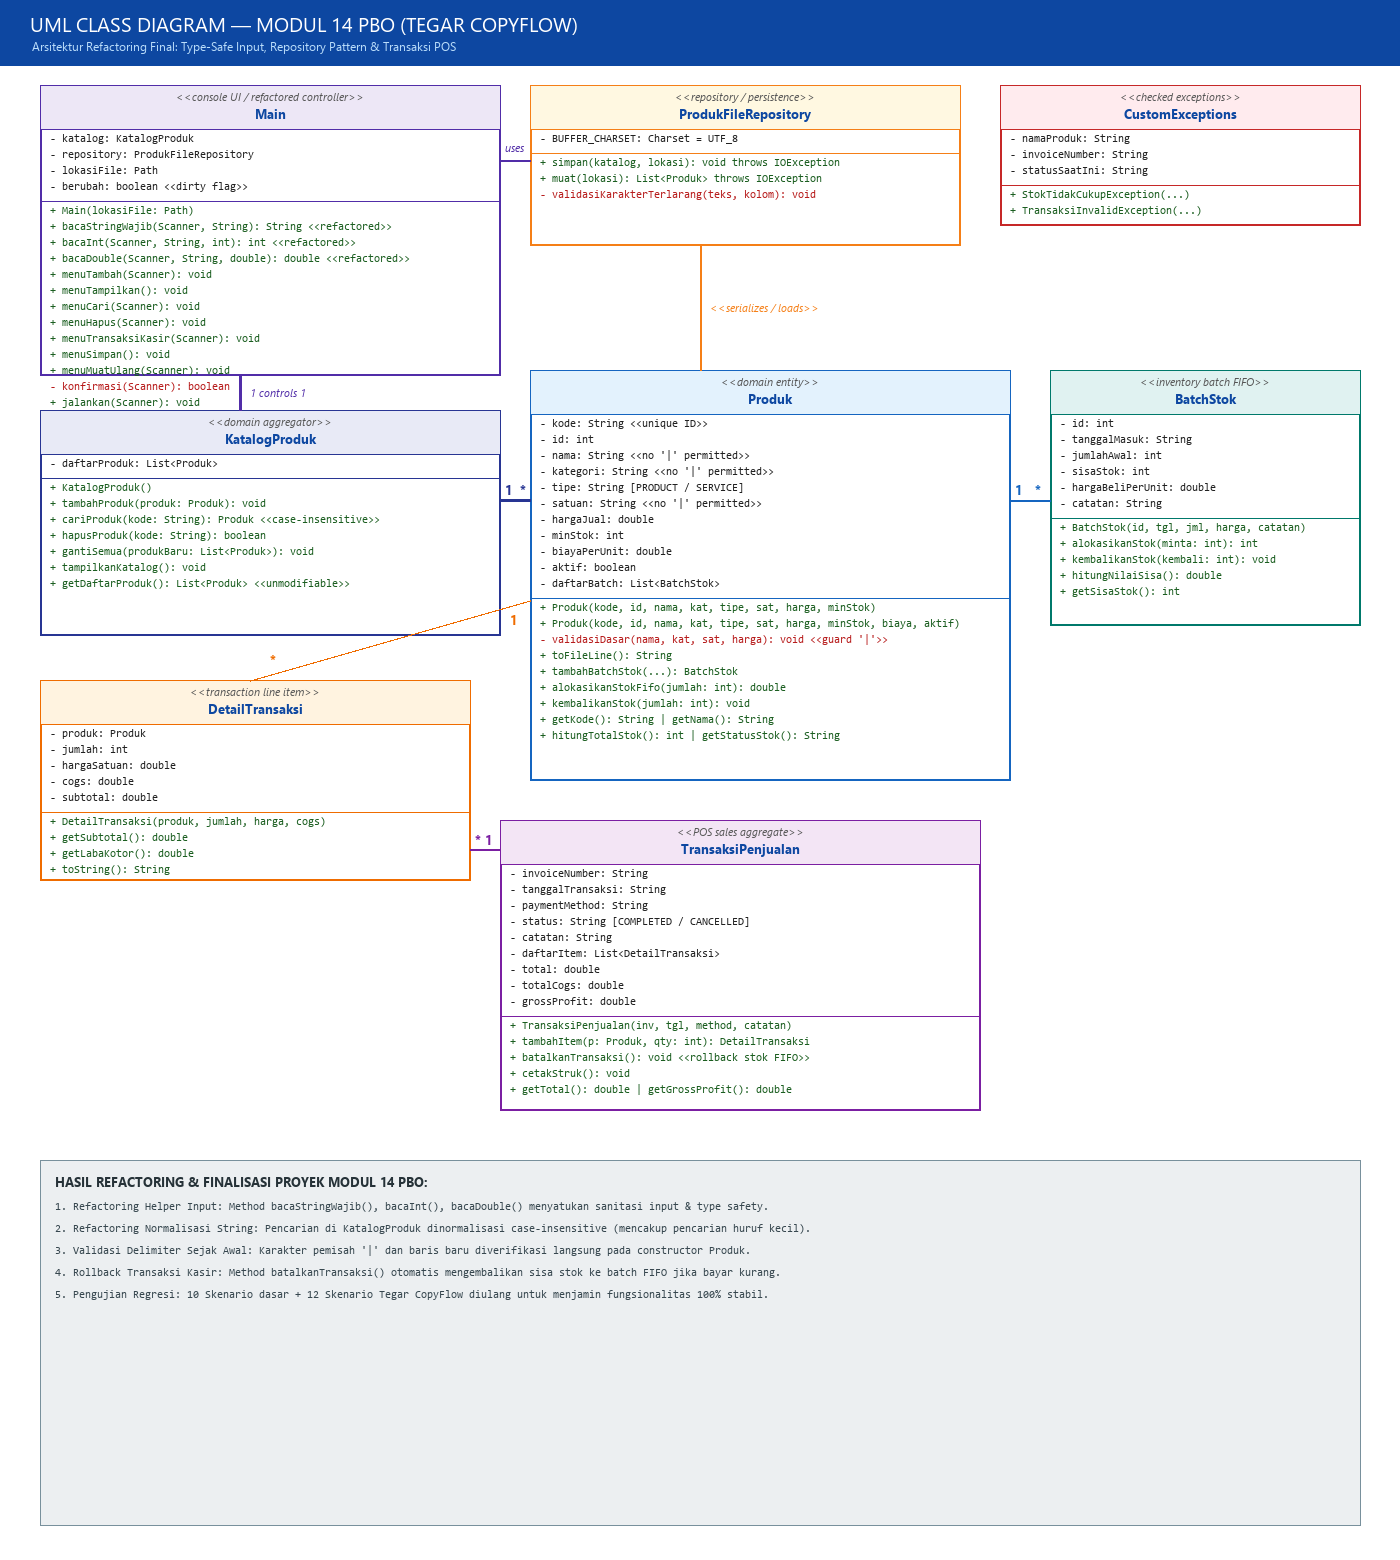 UML CLASS DIAGRAM — MODUL 14 PBO (TEGAR COPYFLOW)
Arsitektur Refactoring Final: Type-Safe Input, Repository Pattern & Transaksi POS
<<console UI / refactored controller>>
Main
- katalog: KatalogProduk
- repository: ProdukFileRepository
- lokasiFile: Path
- berubah: boolean <<dirty flag>>
+ Main(lokasiFile: Path)
+ bacaStringWajib(Scanner, String): String <<refactored>>
+ bacaInt(Scanner, String, int): int <<refactored>>
+ bacaDouble(Scanner, String, double): double <<refactored>>
+ menuTambah(Scanner): void
+ menuTampilkan(): void
+ menuCari(Scanner): void
+ menuHapus(Scanner): void
+ menuTransaksiKasir(Scanner): void
+ menuSimpan(): void
+ menuMuatUlang(Scanner): void
- konfirmasi(Scanner): boolean
+ jalankan(Scanner): void
uses
<<repository / persistence>>
ProdukFileRepository
- BUFFER_CHARSET: Charset = UTF_8
+ simpan(katalog, lokasi): void throws IOException
+ muat(lokasi): List<Produk> throws IOException
- validasiKarakterTerlarang(teks, kolom): void
<<checked exceptions>>
CustomExceptions
- namaProduk: String
- invoiceNumber: String
- statusSaatIni: String
+ StokTidakCukupException(...)
+ TransaksiInvalidException(...)
<<serializes / loads>>
1 controls 1
<<domain aggregator>>
KatalogProduk
- daftarProduk: List<Produk>
+ KatalogProduk()
+ tambahProduk(produk: Produk): void
+ cariProduk(kode: String): Produk <<case-insensitive>>
+ hapusProduk(kode: String): boolean
+ gantiSemua(produkBaru: List<Produk>): void
+ tampilkanKatalog(): void
+ getDaftarProduk(): List<Produk> <<unmodifiable>>
1 *
<<domain entity>>
Produk
- kode: String <<unique ID>>
- id: int
- nama: String <<no '|' permitted>>
- kategori: String <<no '|' permitted>>
- tipe: String [PRODUCT / SERVICE]
- satuan: String <<no '|' permitted>>
- hargaJual: double
- minStok: int
- biayaPerUnit: double
- aktif: boolean
- daftarBatch: List<BatchStok>
+ Produk(kode, id, nama, kat, tipe, sat, harga, minStok)
+ Produk(kode, id, nama, kat, tipe, sat, harga, minStok, biaya, aktif)
- validasiDasar(nama, kat, sat, harga): void <<guard '|'>>
+ toFileLine(): String
+ tambahBatchStok(...): BatchStok
+ alokasikanStokFifo(jumlah: int): double
+ kembalikanStok(jumlah: int): void
+ getKode(): String | getNama(): String
+ hitungTotalStok(): int | getStatusStok(): String
1 *
<<inventory batch FIFO>>
BatchStok
- id: int
- tanggalMasuk: String
- jumlahAwal: int
- sisaStok: int
- hargaBeliPerUnit: double
- catatan: String
+ BatchStok(id, tgl, jml, harga, catatan)
+ alokasikanStok(minta: int): int
+ kembalikanStok(kembali: int): void
+ hitungNilaiSisa(): double
+ getSisaStok(): int
1
*
<<transaction line item>>
DetailTransaksi
- produk: Produk
- jumlah: int
- hargaSatuan: double
- cogs: double
- subtotal: double
+ DetailTransaksi(produk, jumlah, harga, cogs)
+ getSubtotal(): double
+ getLabaKotor(): double
+ toString(): String
* 1
<<POS sales aggregate>>
TransaksiPenjualan
- invoiceNumber: String
- tanggalTransaksi: String
- paymentMethod: String
- status: String [COMPLETED / CANCELLED]
- catatan: String
- daftarItem: List<DetailTransaksi>
- total: double
- totalCogs: double
- grossProfit: double
+ TransaksiPenjualan(inv, tgl, method, catatan)
+ tambahItem(p: Produk, qty: int): DetailTransaksi
+ batalkanTransaksi(): void <<rollback stok FIFO>>
+ cetakStruk(): void
+ getTotal(): double | getGrossProfit(): double
HASIL REFACTORING & FINALISASI PROYEK MODUL 14 PBO:
1. Refactoring Helper Input: Method bacaStringWajib(), bacaInt(), bacaDouble() menyatukan sanitasi input & type safety.
2. Refactoring Normalisasi String: Pencarian di KatalogProduk dinormalisasi case-insensitive (mencakup pencarian huruf kecil).
3. Validasi Delimiter Sejak Awal: Karakter pemisah '|' dan baris baru diverifikasi langsung pada constructor Produk.
4. Rollback Transaksi Kasir: Method batalkanTransaksi() otomatis mengembalikan sisa stok ke batch FIFO jika bayar kurang.
5. Pengujian Regresi: 10 Skenario dasar + 12 Skenario Tegar CopyFlow diulang untuk menjamin fungsionalitas 100% stabil.